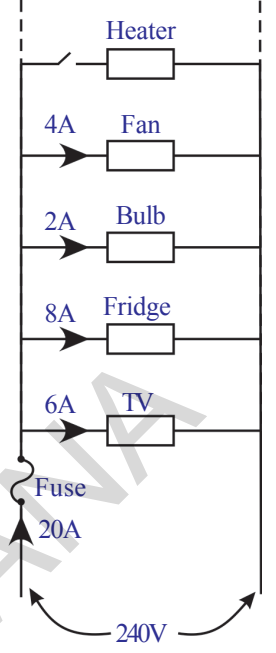 Heater
4A Fan
2A Bulb
8A Fridge
6A TV
Fuse
20A
240V